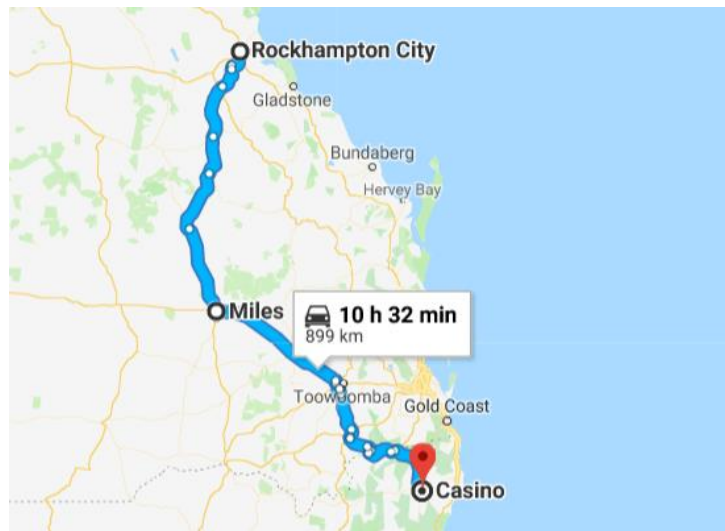 Rockhampton City
Gladstone
Bundaberg
Hervey Bay
Miles
10 h 32 min
899 km
Toowoomba
Gold Coast
Casino